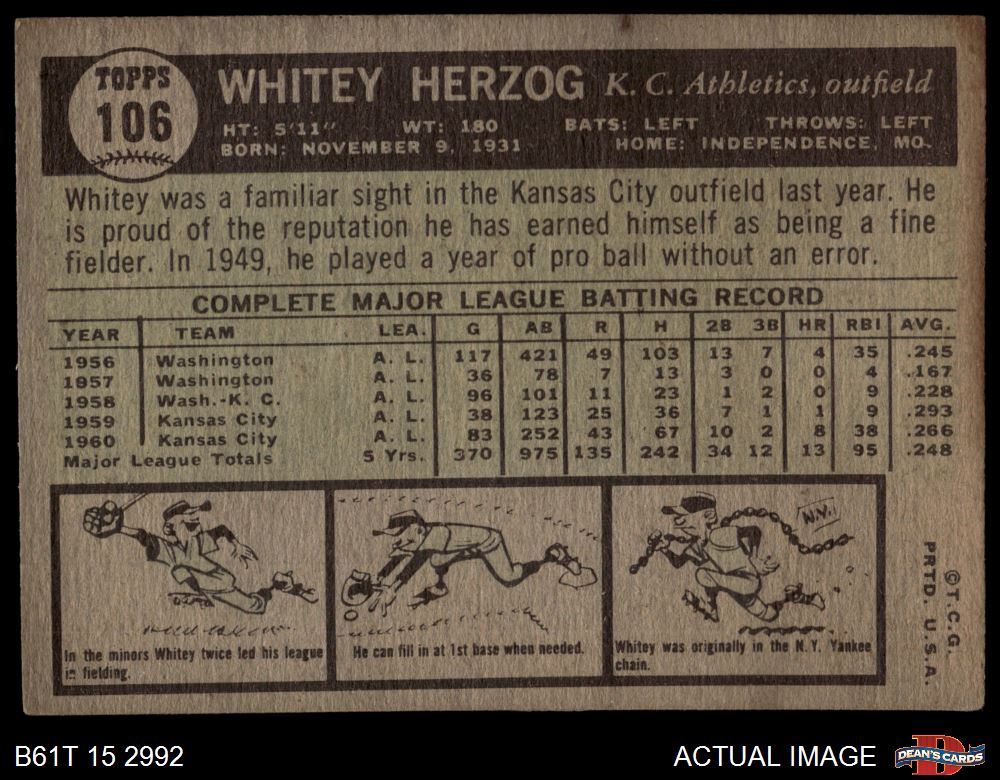 TOPPS
106
WHITEY HERZOG K. C. Athletics, outfield
HT: 5'11" WT: 180 BATS: LEFT THROWS: LEFT
BORN: NOVEMBER 9, 1931 HOME: INDEPENDENCE, MO.
Whitey was a familiar sight in the Kansas City outfield last year. He
is proud of the reputation he has earned himself as being a fine
fielder. In 1949, he played a year of pro ball without an error.
COMPLETE MAJOR LEAGUE BATTING RECORD
YEAR TEAM LEA. G AB R H 2B 3B HR RBI AVG.
1956 Washington A. L. 117 421 49 103 13 7 4 35 .245
1957 Washington A. L. 36 78 7 13 3 0 0 4 .167
1958 Wash.-K. C. A. L. 96 101 11 23 1 2 0 9 .228
1959 Kansas City A. L. 38 123 25 36 7 1 1 9 .293
1960 Kansas City A. L. 83 252 43 67 10 2 8 38 .266
Major League Totals 5 Yrs. 370 975 135 242 34 12 13 95 .248
N.Y.
In the minors Whitey twice led his league
in fielding.
He can fill in at 1st base when needed.
Whitey was originally in the N.Y. Yankee
chain.
© T.C.G.
PRTD. U.S.A.
B61T 15 2992
ACTUAL IMAGE
DEAN'S CARDS